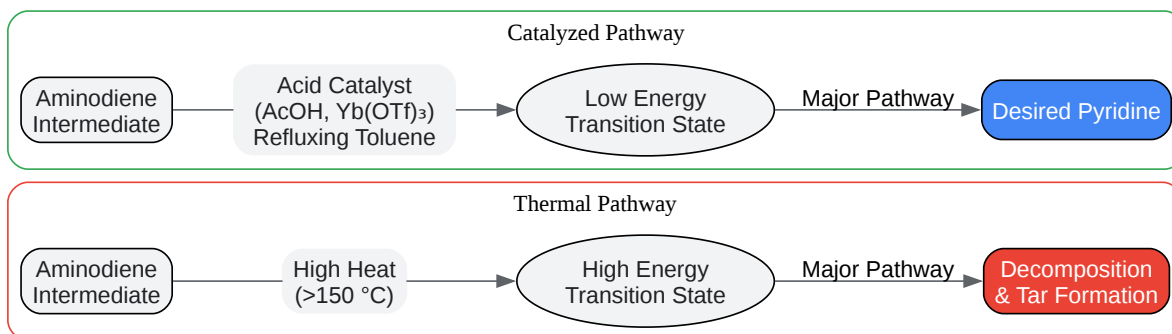 Catalyzed Pathway
Aminodiene
Intermediate
Acid Catalyst
(AcOH, Yb(OTf)₃)
Refluxing Toluene
Low Energy
Transition State
Major Pathway
Desired Pyridine
Thermal Pathway
Aminodiene
Intermediate
High Heat
(>150 °C)
High Energy
Transition State
Major Pathway
Decomposition
& Tar Formation